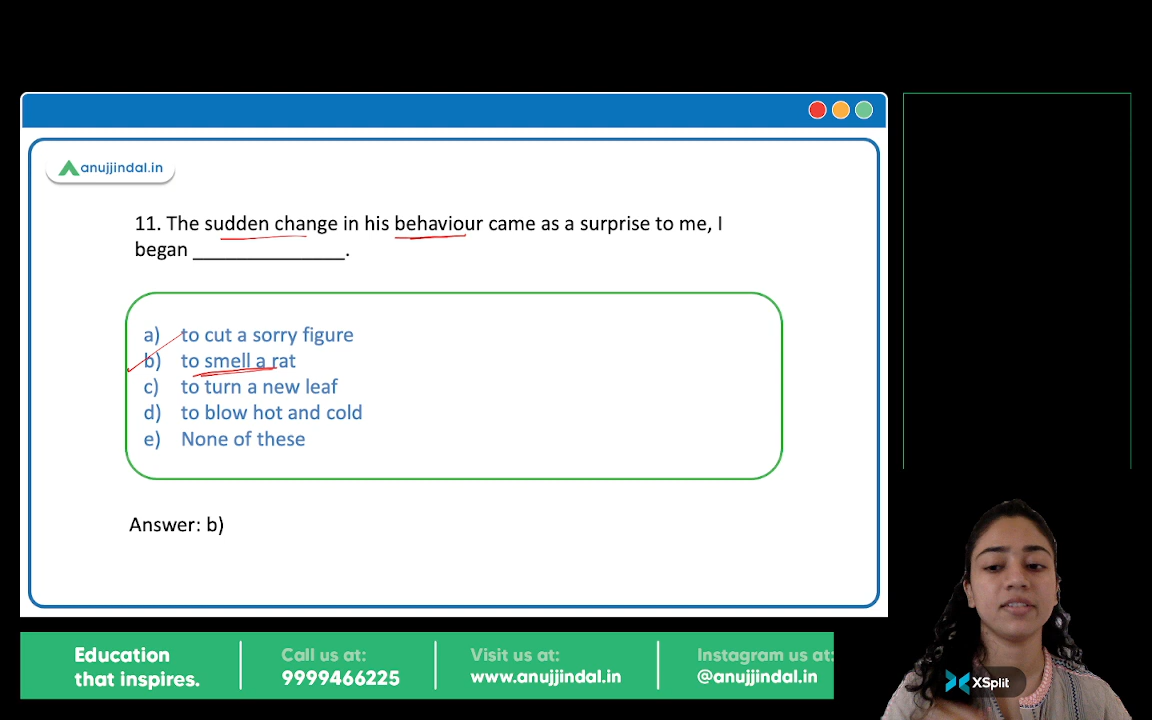 anujjindal.in
11. The sudden change in his behaviour came as a surprise to me, I
began ______________.
a) to cut a sorry figure
b) to smell a rat
c) to turn a new leaf
d) to blow hot and cold
e) None of these
Answer: b)
Education
that inspires.
Call us at:
9999466225
Visit us at:
www.anujjindal.in
Instagram us at:
@anujjindal.in
XSplit